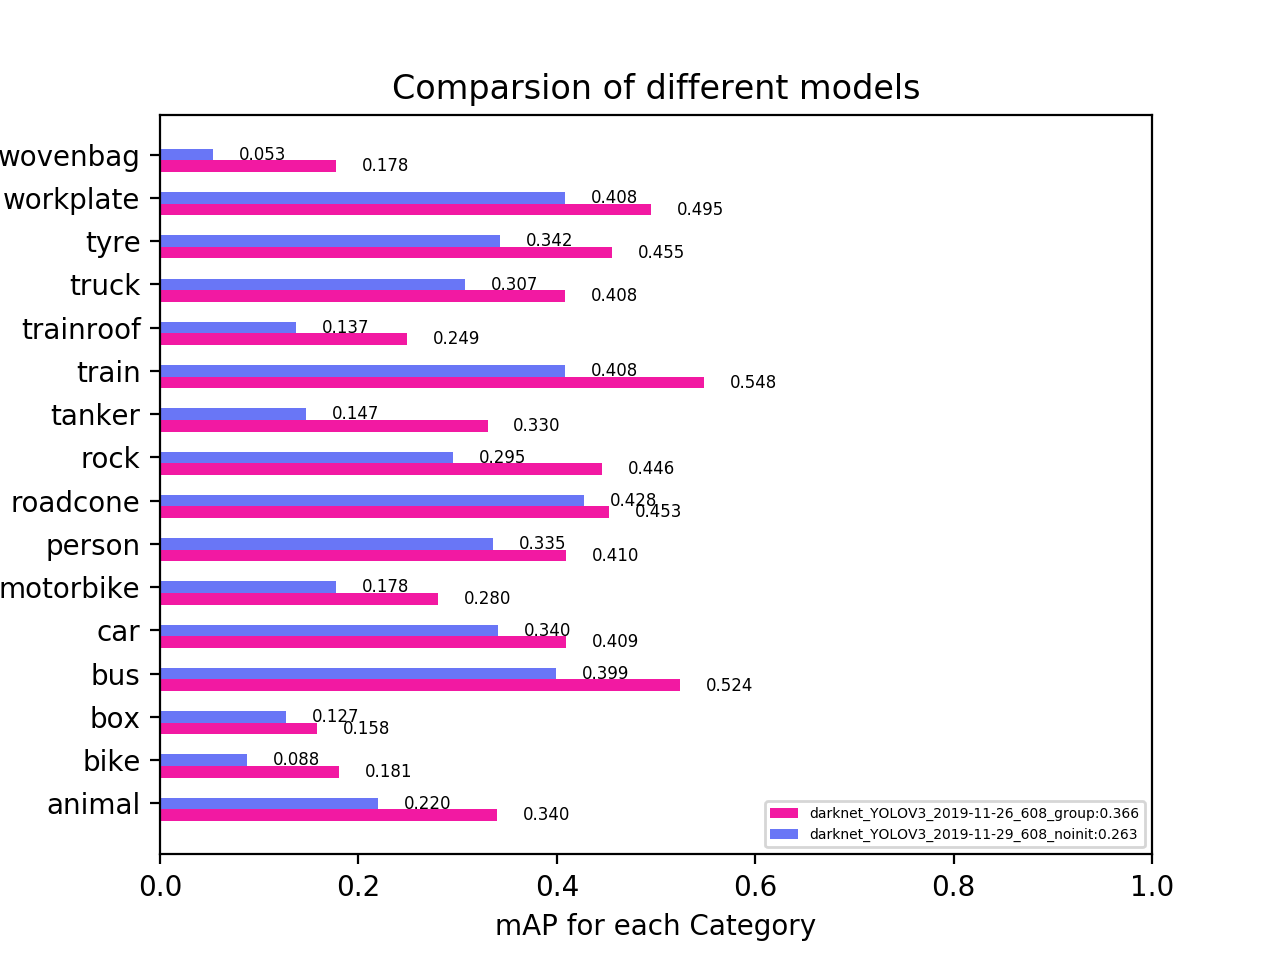 Comparsion of different models
wovenbag 0.053
0.178
workplate 0.408
0.495
tyre 0.342
0.455
truck 0.307
0.408
trainroof 0.137
0.249
train 0.408
0.548
tanker 0.147
0.330
rock 0.295
0.446
roadcone 0.428
0.453
person 0.335
0.410
motorbike 0.178
0.280
car 0.340
0.409
bus 0.399
0.524
box 0.127
0.158
bike 0.088
0.181
animal 0.220
0.340
darknet_YOLOV3_2019-11-26_608_group:0.366
darknet_YOLOV3_2019-11-29_608_noinit:0.263
0.0 0.2 0.4 0.6 0.8 1.0
mAP for each Category